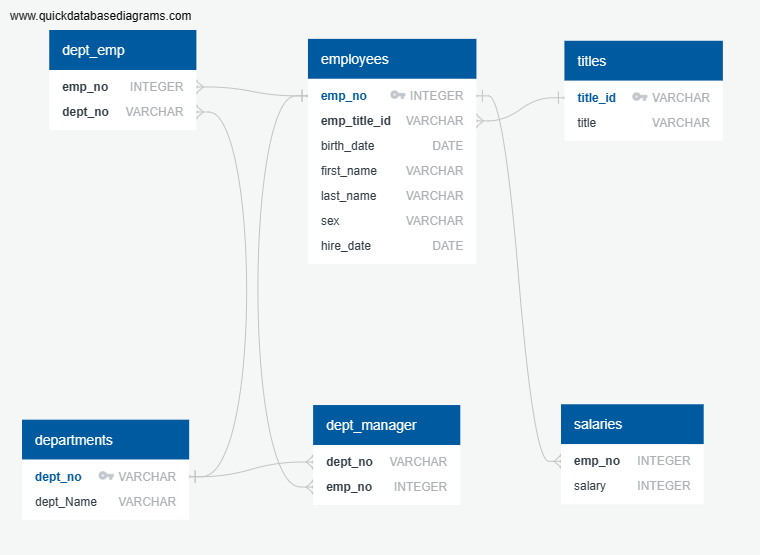 www.quickdatabasediagrams.com
dept_emp
emp_no INTEGER
dept_no VARCHAR
employees
emp_no INTEGER
emp_title_id VARCHAR
birth_date DATE
first_name VARCHAR
last_name VARCHAR
sex VARCHAR
hire_date DATE
titles
title_id VARCHAR
title VARCHAR
departments
dept_no VARCHAR
dept_Name VARCHAR
dept_manager
dept_no VARCHAR
emp_no INTEGER
salaries
emp_no INTEGER
salary INTEGER